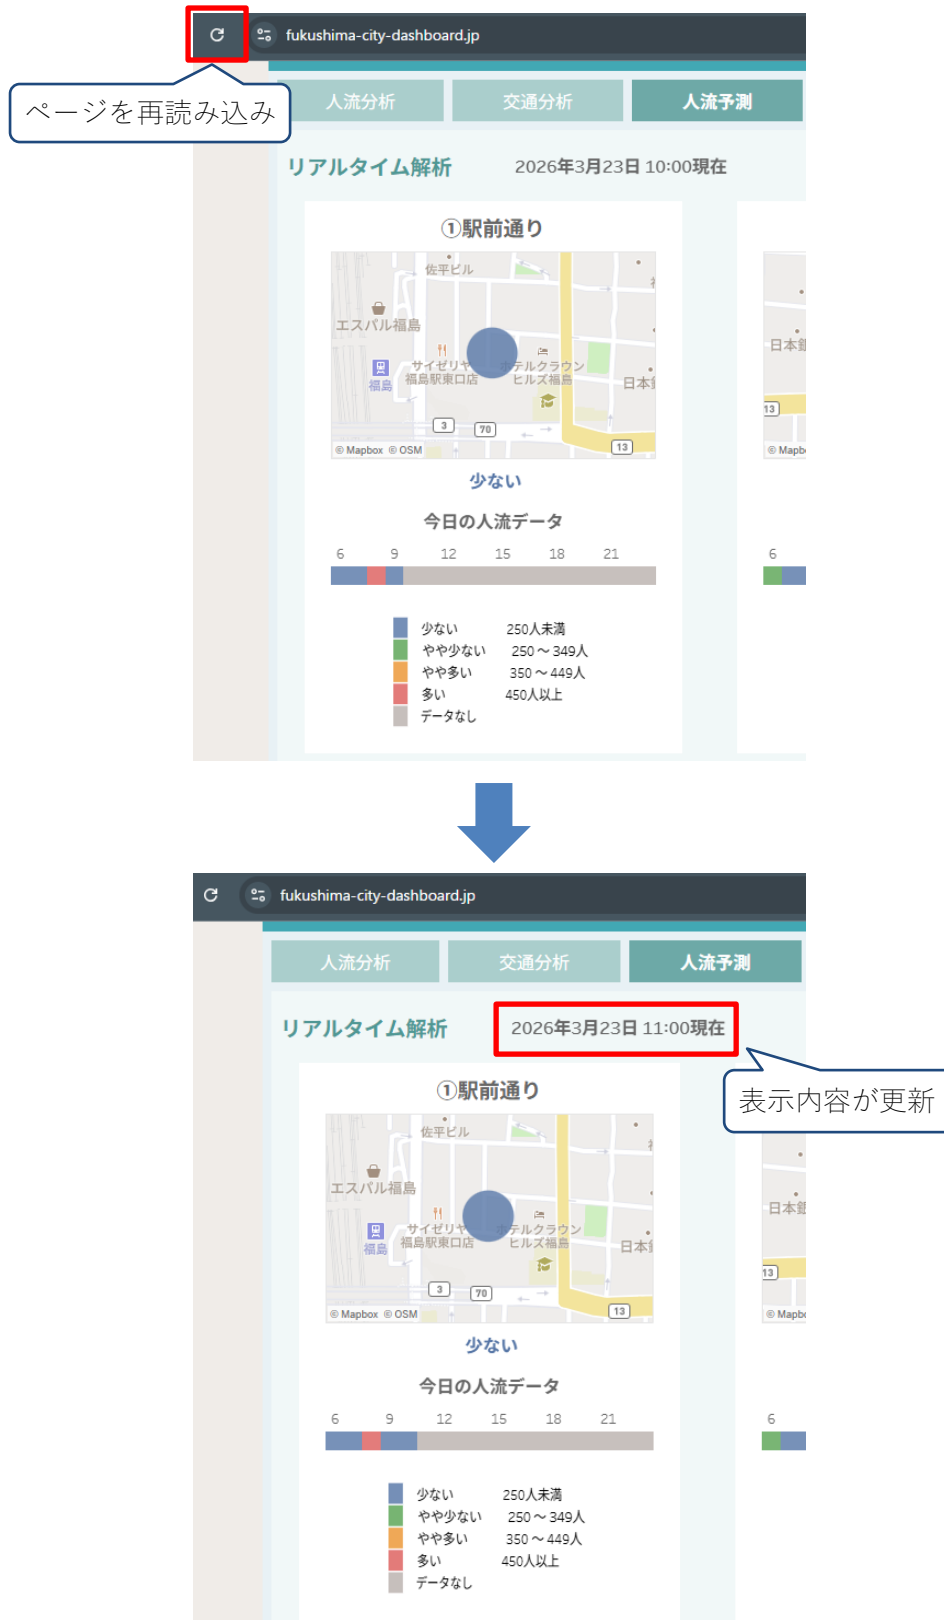 fukushima-city-dashboard.jp
ページを再読み込み
人流分析
交通分析
人流予測
リアルタイム解析
2026年3月23日 10:00現在
①駅前通り
佐平ビル
エスパル福島
サイゼリヤ
福島駅東口店
ホテルクラウン
ヒルズ福島
福島
日本銀
日本銀
3
70
13
13
© Mapbox © OSM
© Mapb
少ない
今日の人流データ
6 9 12 15 18 21
6
少ない 250人未満
やや少ない 250～349人
やや多い 350～449人
多い 450人以上
データなし
fukushima-city-dashboard.jp
人流分析
交通分析
人流予測
リアルタイム解析
2026年3月23日 11:00現在
表示内容が更新
①駅前通り
佐平ビル
エスパル福島
サイゼリヤ
福島駅東口店
ホテルクラウン
ヒルズ福島
福島
日本銀
日本銀
3
70
13
13
© Mapbox © OSM
© Mapb
少ない
今日の人流データ
6 9 12 15 18 21
6
少ない 250人未満
やや少ない 250～349人
やや多い 350～449人
多い 450人以上
データなし